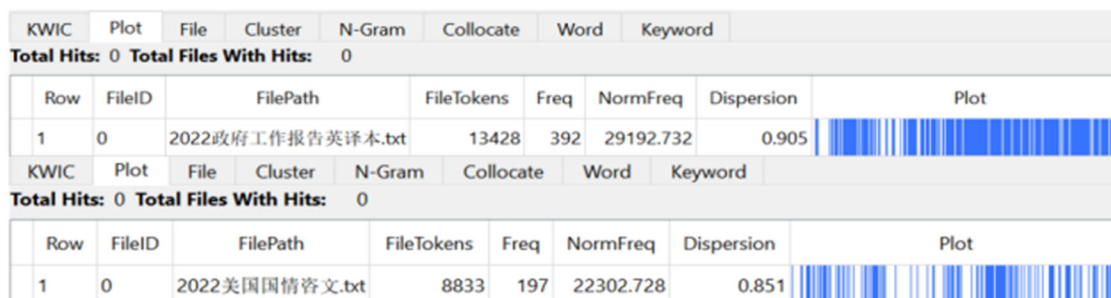 KWIC Plot File Cluster N-Gram Collocate Word Keyword
Total Hits: 0 Total Files With Hits: 0
Row FileID FilePath FileTokens Freq NormFreq Dispersion Plot
1 0 2022政府工作报告英译本.txt 13428 392 29192.732 0.905
KWIC Plot File Cluster N-Gram Collocate Word Keyword
Total Hits: 0 Total Files With Hits: 0
Row FileID FilePath FileTokens Freq NormFreq Dispersion Plot
1 0 2022美国国情咨文.txt 8833 197 22302.728 0.851